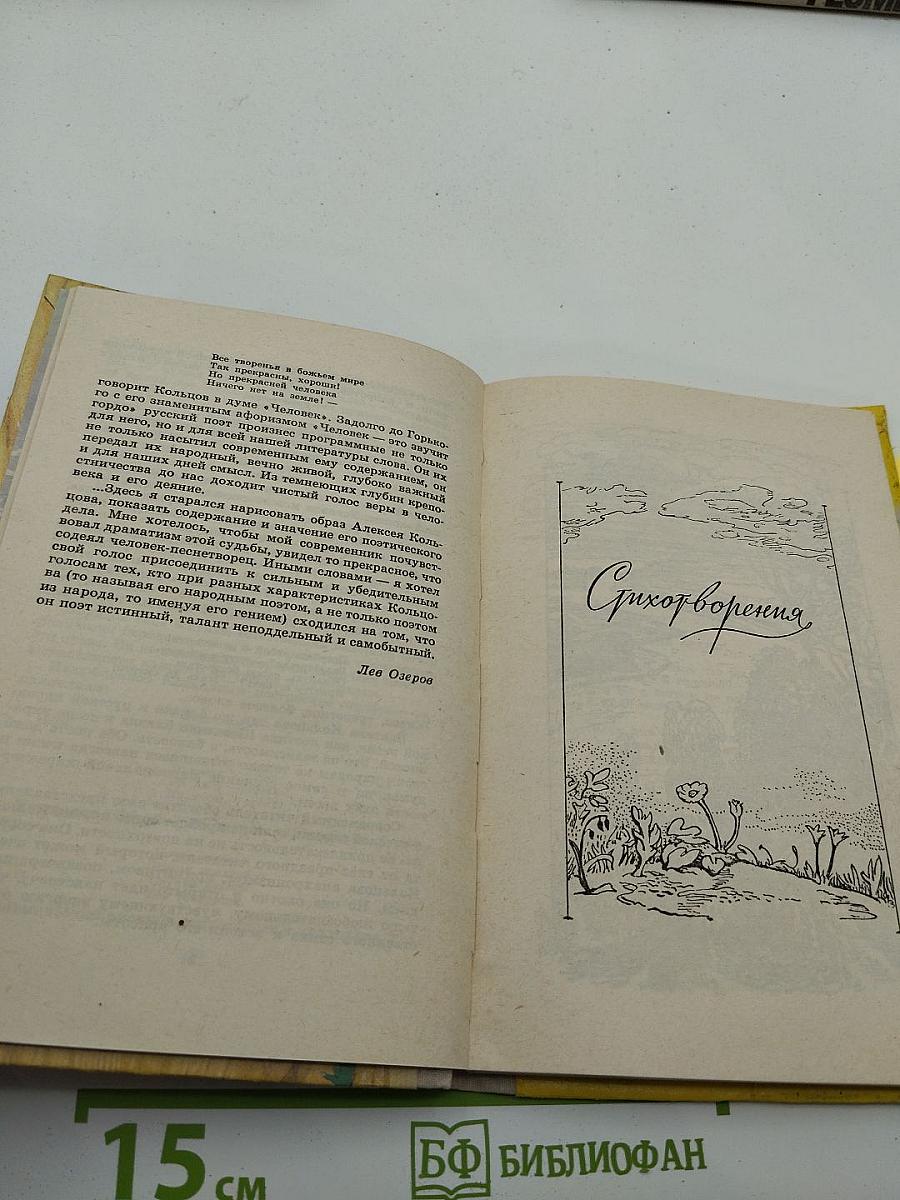 Все творенья в божьем мире
Так прекрасны, хороши!
Но прекрасней человека
Ничего нет на земле! —
говорит Кольцов в думе «Человек». Задолго до Горько-
го с его знаменитым афоризмом «Человек — это звучит
гордо» русский поэт произнес программные не только
для него, но и для всей нашей литературы слова. Он их
не только насытил современным ему содержанием, он
передал их народный, вечно живой, глубоко важный
и для наших дней смысл. Из темнеющих глубин крепо-
стничества до нас доходит чистый голос веры в чело-
века и его деяние.
...Здесь я старался нарисовать образ Алексея Коль-
цова, показать содержание и значение его поэтического
дела. Мне хотелось, чтобы мой современник почувст-
вовал драматизм этой судьбы, увидел то прекрасное, что
содеял человек-песнетворец. Иными словами — я хотел
свой голос присоединить к сильным и убедительным
голосам тех, кто при разных характеристиках Кольцо-
ва (то называя его народным поэтом, а не только поэтом
из народа, то именуя его гением) сходился на том, что
он поэт истинный, талант неподдельный и самобытный.
Лев Озеров
Стихотворения
15 см
БФ БИБЛИОФАН